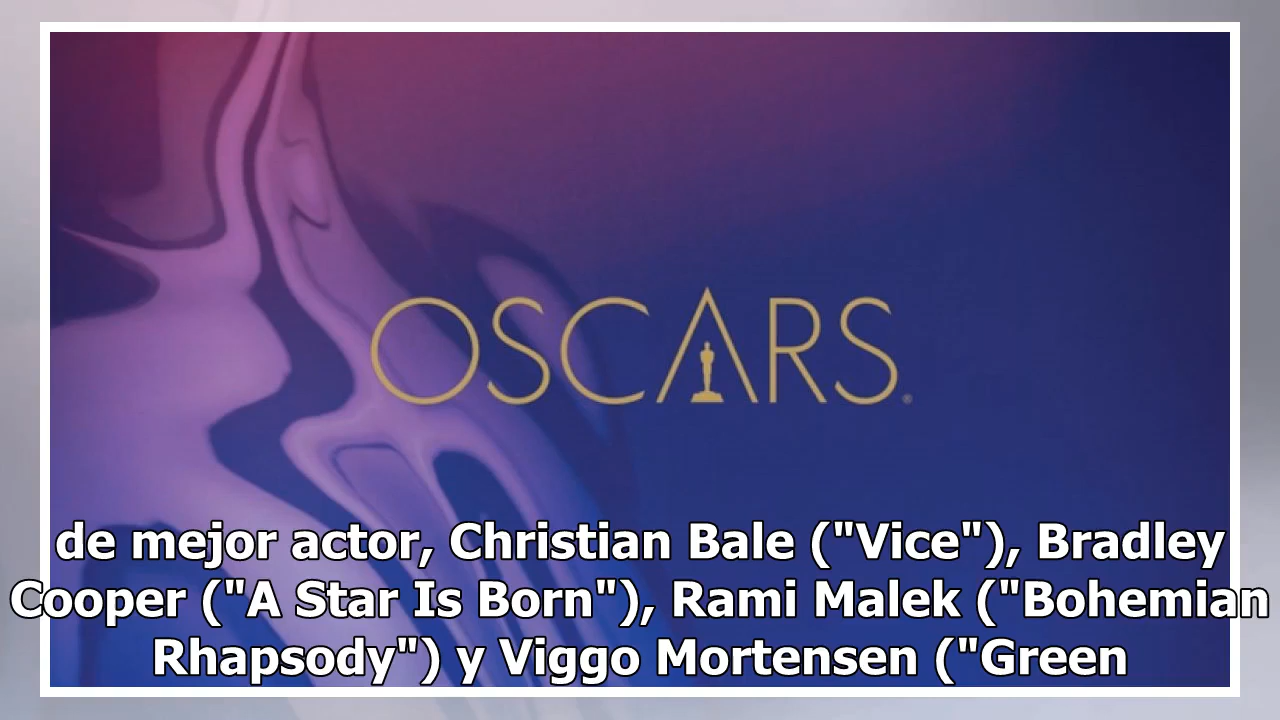 OSCARS®
de mejor actor, Christian Bale ("Vice"), Bradley
Cooper ("A Star Is Born"), Rami Malek ("Bohemian
Rhapsody") y Viggo Mortensen ("Green